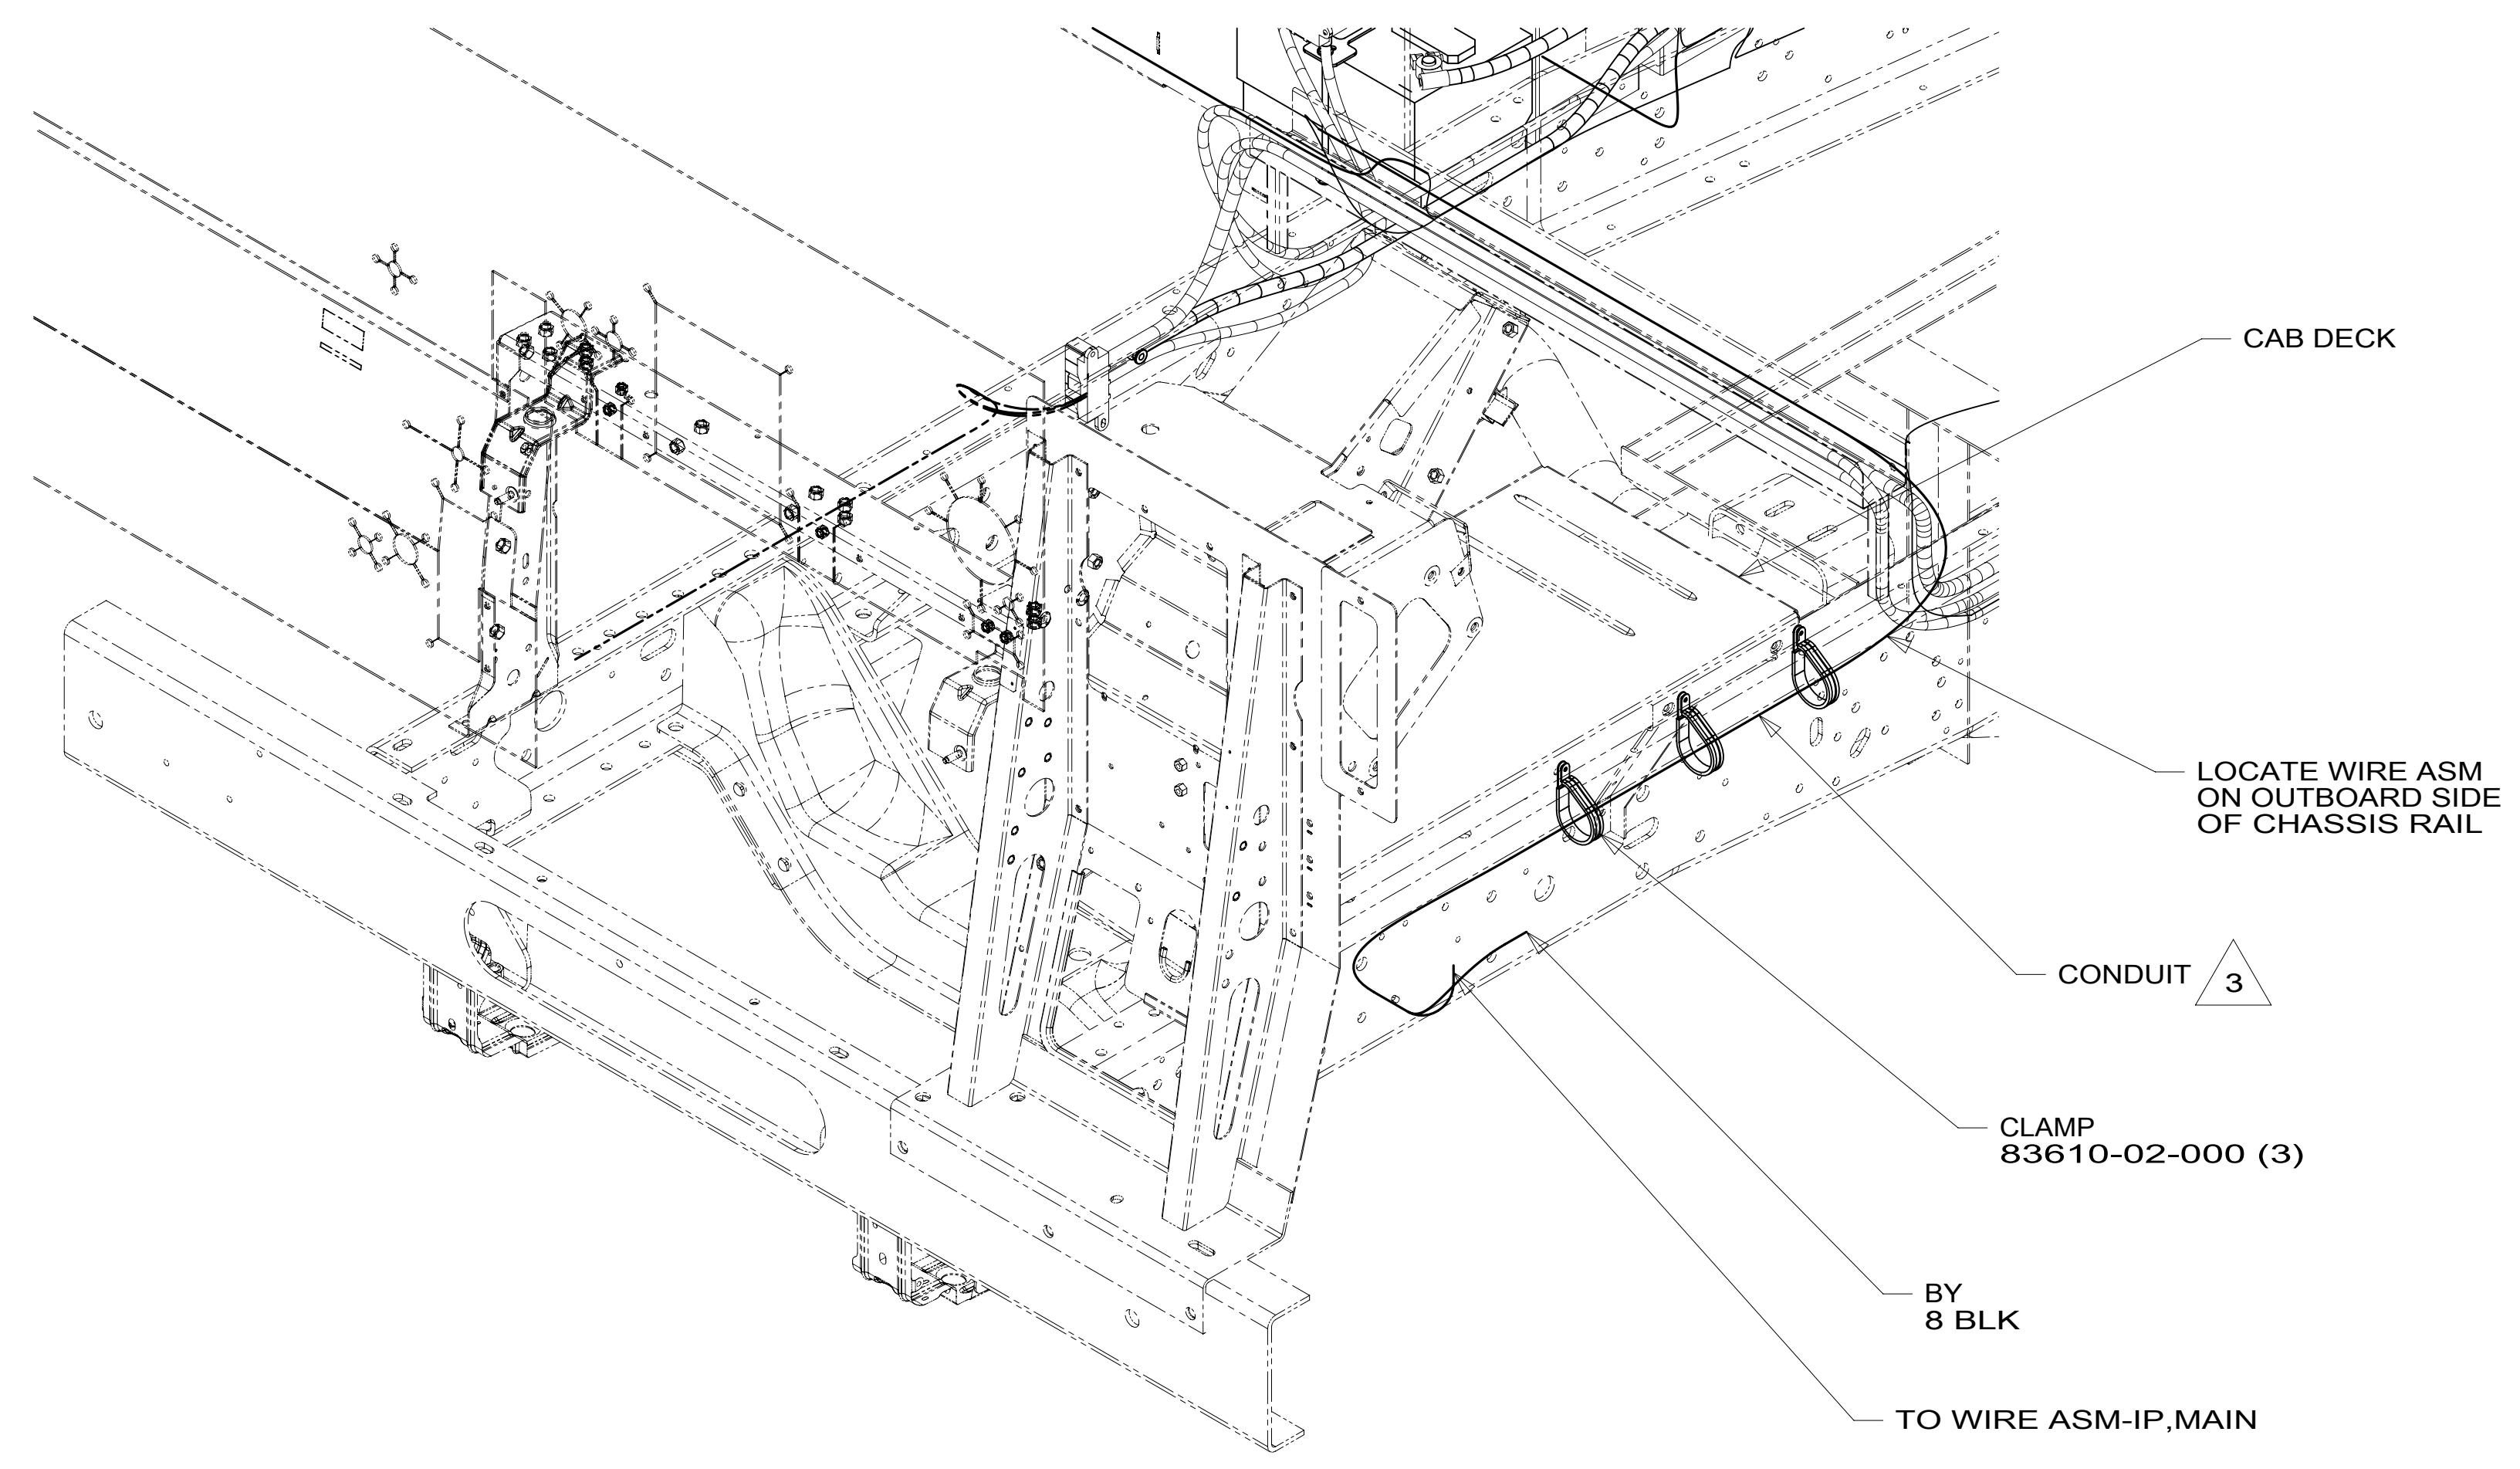 CAB DECK
LOCATE WIRE ASM
ON OUTBOARD SIDE
OF CHASSIS RAIL
CONDUIT 3
CLAMP
83610-02-000 (3)
BY
8 BLK
TO WIRE ASM-IP,MAIN